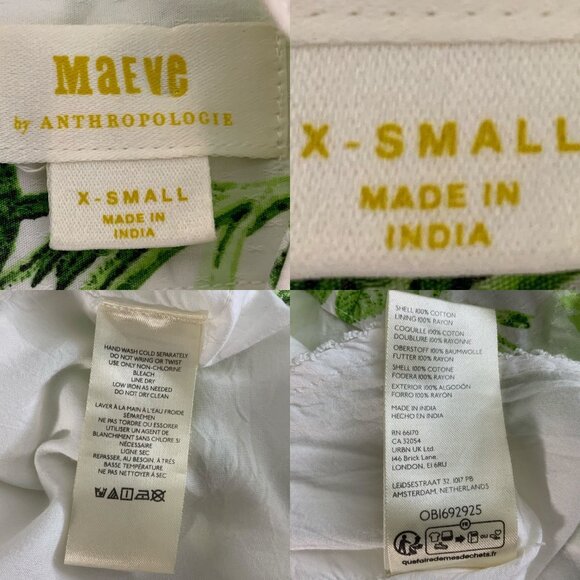 MAEVE
by ANTHROPOLOGIE
X-SMALL
MADE IN
INDIA
X-SMALL
MADE IN
INDIA
HAND WASH COLD SEPARATELY
DO NOT WRING OR TWIST
USE ONLY NON-CHLORINE
BLEACH
LINE DRY
LOW IRON AS NEEDED
DO NOT DRY CLEAN
LAVER À LA MAIN À L'EAU FROIDE
SÉPARÉMENT
NE PAS TORDRE OU ESSORER
UTILISER UN AGENT DE
BLANCHIMENT SANS CHLORE SI
NÉCESSAIRE
LIGNE SEC
REPASSER, AU BESOIN, À TRÈS
BASSE TEMPÉRATURE
NE PAS NETTOYER À SEC
SHELL 100% COTTON
LINING 100% RAYON
COQUILLE 100% COTON
DOUBLURE 100% RAYONNE
OBERSTOFF 100% BAUMWOLLE
FUTTER 100% RAYON
SHELL 100% COTONE
FODERA 100% RAYON
EXTERIOR 100% ALGODÓN
FORRO 100% RAYON
MADE IN INDIA
HECHO EN INDIA
RN 66170
CA 32054
URBN UK Ltd
146 Brick Lane,
LONDON, E1 6RU
LEIDSESTRAAT 32, 1017 PB
AMSTERDAM, NETHERLANDS
OB1692925
FR
quefairedemesdechets.fr